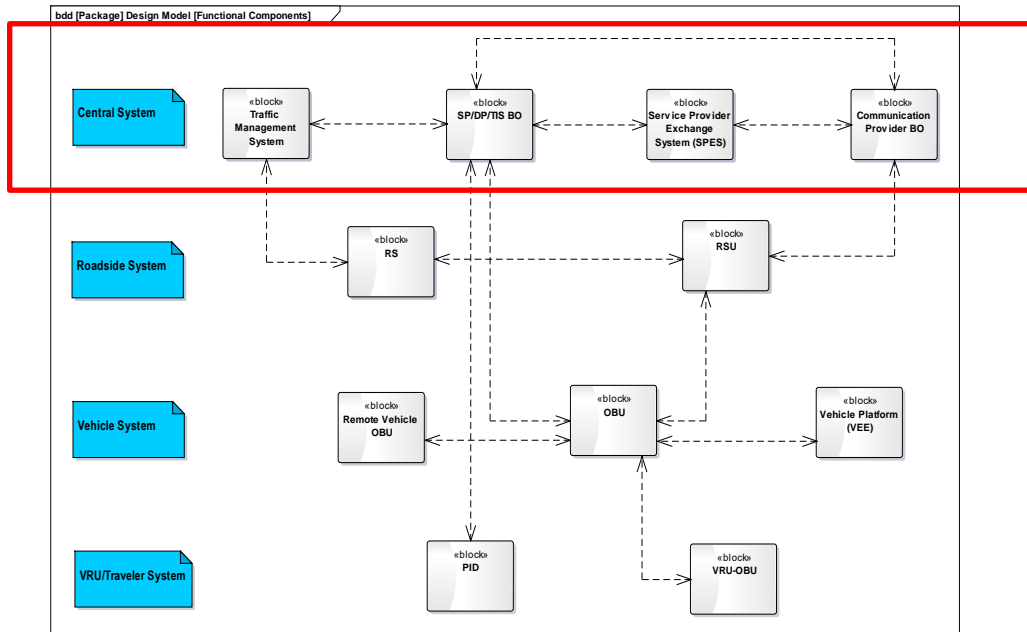 bdd [Package] Design Model [Functional Components]
Central System
«block»
Traffic
Management
System
«block»
SP/DP/TIS BO
«block»
Service Provider
Exchange
System (SPES)
«block»
Communication
Provider BO
Roadside System
«block»
RS
«block»
RSU
Vehicle System
«block»
Remote Vehicle
OBU
«block»
OBU
«block»
Vehicle Platform
(VEE)
VRU/Traveler System
«block»
PID
«block»
VRU-OBU